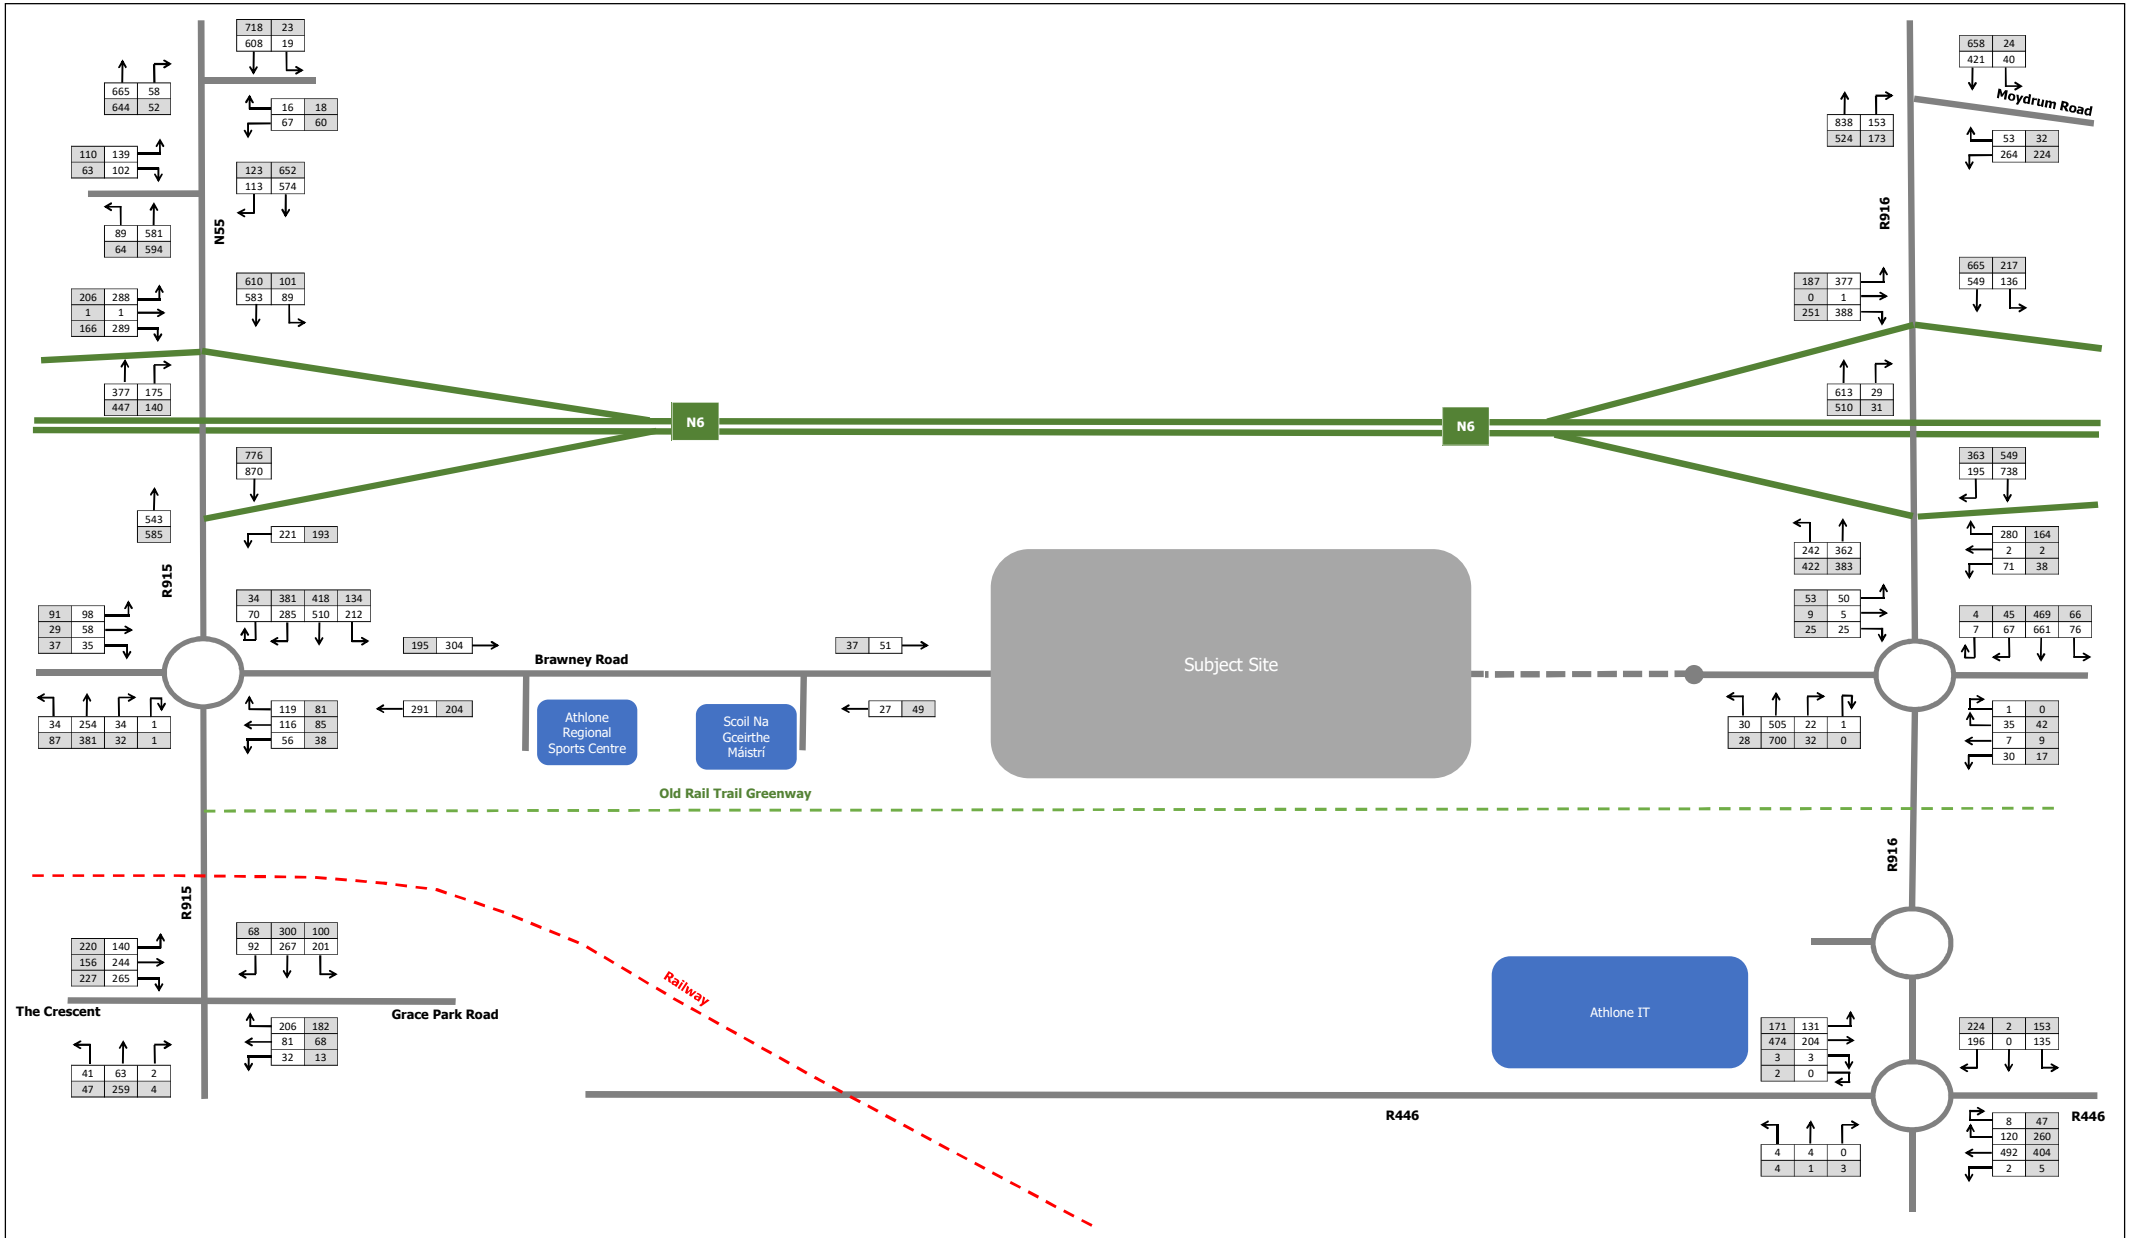 718 23
608 19
665 58
644 52
16 18
67 60
110 139
63 102
123 652
113 574
N55
89 581
64 594
610 101
583 89
206 288
1 1
166 289
377 175
447 140
N6
776
870
543
585
221 193
R915
34 381 418 134
70 285 510 212
91 98
29 58
37 35
195 304
37 51
Brawney Road
34 254 34 1
87 381 32 1
119 81
116 85
56 38
291 204
27 49
Athlone
Regional
Sports Centre
Scoil Na
Gceirthe
Máistrí
Subject Site
Old Rail Trail Greenway
R915
68 300 100
92 267 201
220 140
156 244
227 265
The Crescent
Grace Park Road
206 182
81 68
32 13
41 63 2
47 259 4
Railway
658 24
421 40
Moydrum Road
838 153
524 173
53 32
264 224
R916
665 217
549 136
187 377
0 1
251 388
613 29
510 31
N6
363 549
195 738
242 362
422 383
280 164
2 2
71 38
53 50
9 5
25 25
4 45 469 66
7 67 661 76
30 505 22 1
28 700 32 0
1 0
35 42
7 9
30 17
R916
Athlone IT
171 131
474 204
3 3
2 0
224 2 153
196 0 135
R446
R446
8 47
120 260
492 404
2 5
4 4 0
4 1 3